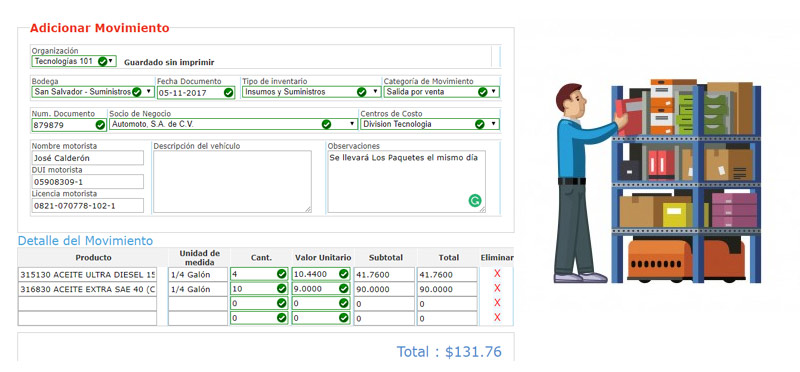 Adicionar Movimiento
Organización
Tecnologías 101 Guardado sin imprimir
Bodega Fecha Documento Tipo de inventario Categoría de Movimiento
San Salvador - Suministros 05-11-2017 Insumos y Suministros Salida por venta
Num. Documento Socio de Negocio Centros de Costo
879879 Automoto, S.A. de C.V. Division Tecnologia
Nombre motorista Descripción del vehículo Observaciones
José Calderón Se llevará Los Paquetes el mismo día
DUI motorista
05908309-1
Licencia motorista
0821-070778-102-1
Detalle del Movimiento
Producto Unidad de medida Cant. Valor Unitario Subtotal Total Eliminar
315130 ACEITE ULTRA DIESEL 15 1/4 Galón 4 10.4400 41.7600 41.7600 X
316830 ACEITE EXTRA SAE 40 (C 1/4 Galón 10 9.0000 90.0000 90.0000 X
0 0 0 0 X
0 0 0 0 X
Total : $131.76